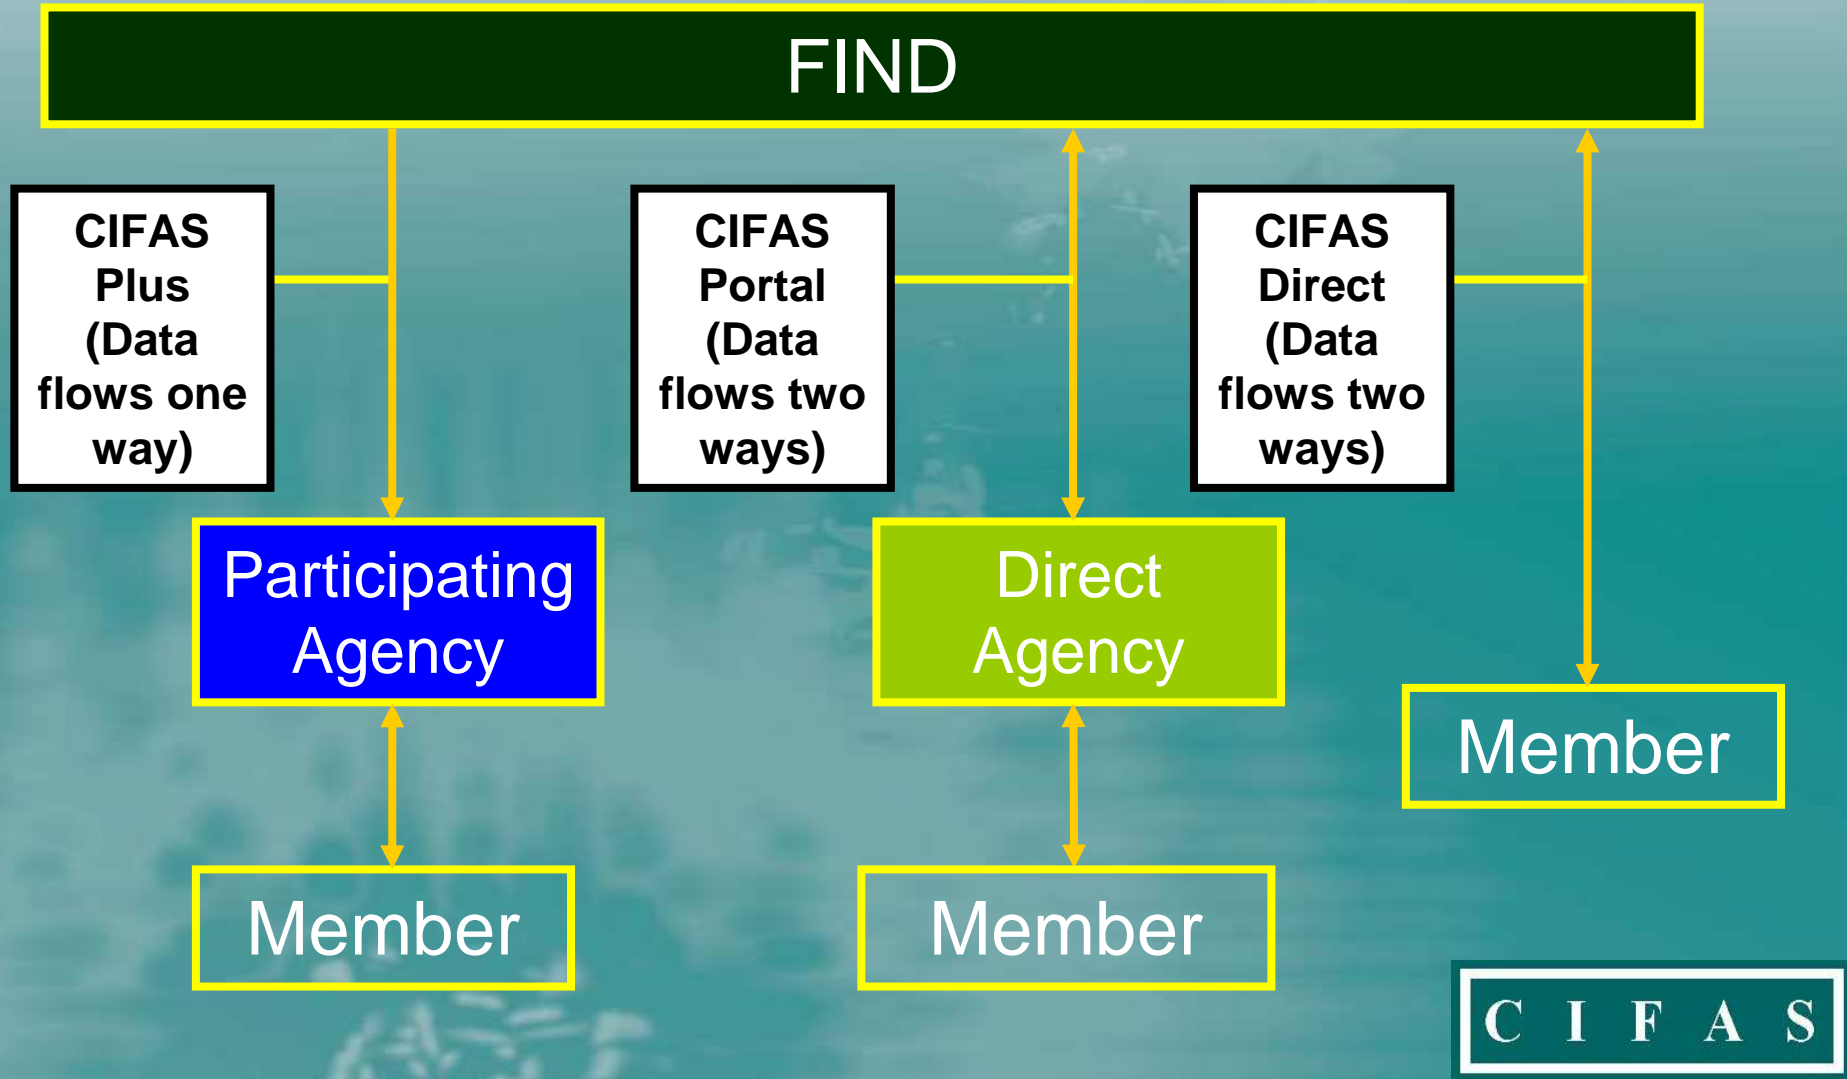 FIND
CIFAS
Plus
(Data
flows one
way)
CIFAS
Portal
(Data
flows two
ways)
CIFAS
Direct
(Data
flows two
ways)
Participating
Agency
Direct
Agency
Member
Member
Member
C I F A S